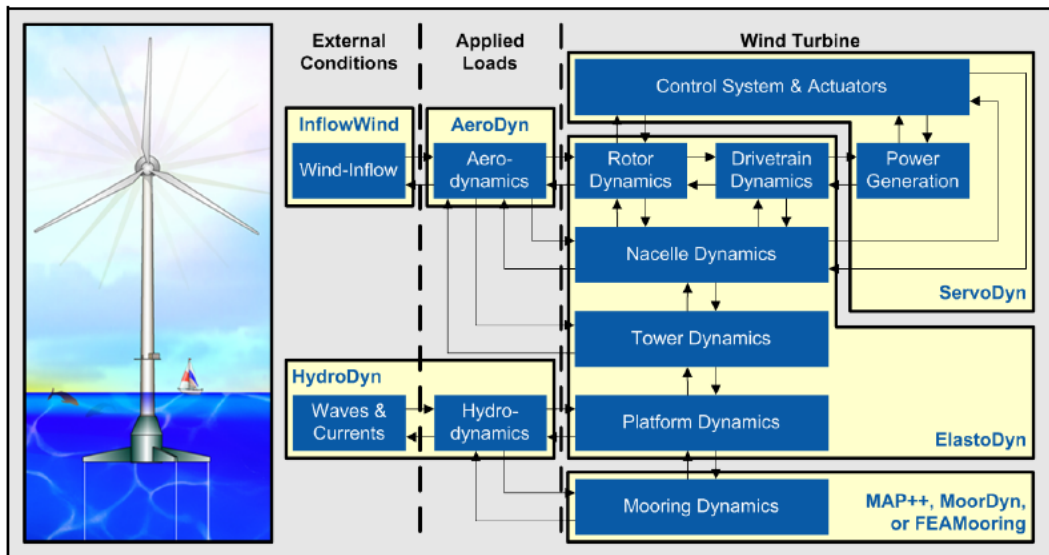 External
Conditions
Applied
Loads
Wind Turbine
Control System & Actuators
InflowWind
AeroDyn
Wind-Inflow
Aero-
dynamics
Rotor
Dynamics
Drivetrain
Dynamics
Power
Generation
Nacelle Dynamics
ServoDyn
Tower Dynamics
HydroDyn
Waves &
Currents
Hydro-
dynamics
Platform Dynamics
ElastoDyn
Mooring Dynamics
MAP++, MoorDyn,
or FEAMooring